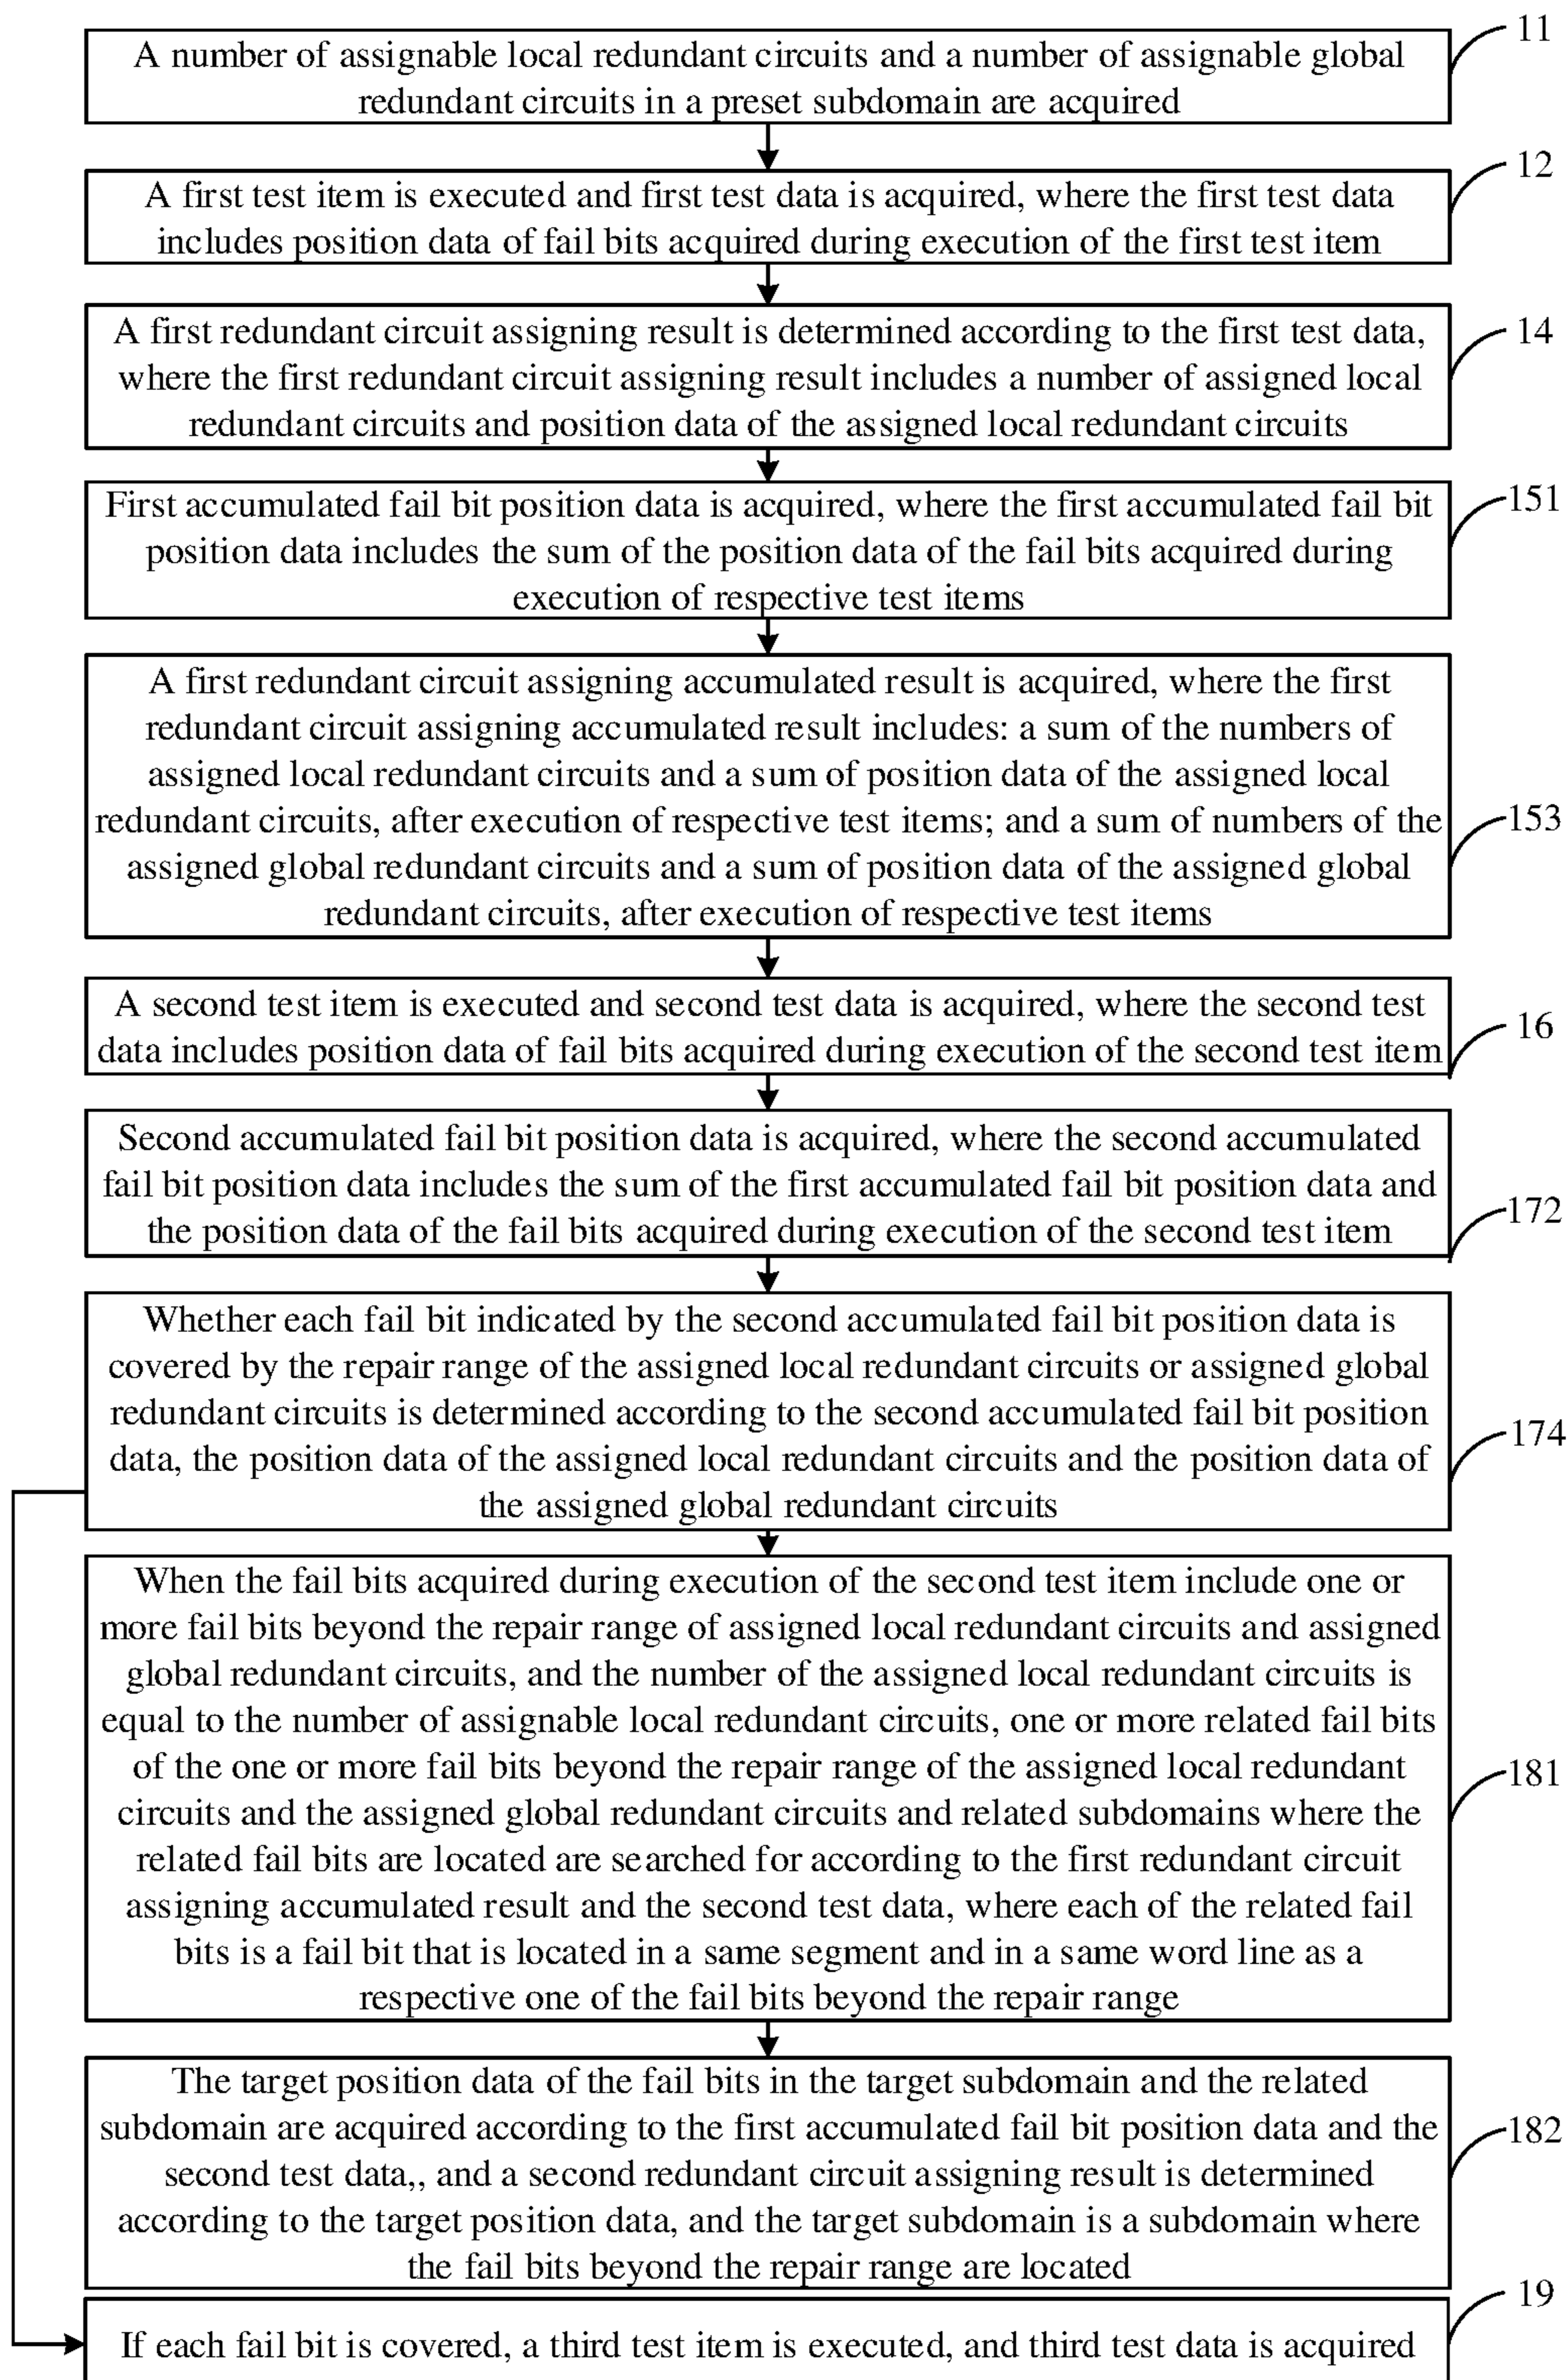 11
A number of assignable local redundant circuits and a number of assignable global
redundant circuits in a preset subdomain are acquired
12
A first test item is executed and first test data is acquired, where the first test data
includes position data of fail bits acquired during execution of the first test item
14
A first redundant circuit assigning result is determined according to the first test data,
where the first redundant circuit assigning result includes a number of assigned local
redundant circuits and position data of the assigned local redundant circuits
151
First accumulated fail bit position data is acquired, where the first accumulated fail bit
position data includes the sum of the position data of the fail bits acquired during
execution of respective test items
A first redundant circuit assigning accumulated result is acquired, where the first
redundant circuit assigning accumulated result includes: a sum of the numbers of
assigned local redundant circuits and a sum of position data of the assigned local
redundant circuits, after execution of respective test items; and a sum of numbers of the
153
assigned global redundant circuits and a sum of position data of the assigned global
redundant circuits, after execution of respective test items
A second test item is executed and second test data is acquired, where the second test
16
data includes position data of fail bits acquired during execution of the second test item
Second accumulated fail bit position data is acquired, where the second accumulated
fail bit position data includes the sum of the first accumulated fail bit position data and
172
the position data of the fail bits acquired during execution of the second test item
Whether each fail bit indicated by the second accumulated fail bit position data is
covered by the repair range of the assigned local redundant circuits or assigned global
redundant circuits is determined according to the second accumulated fail bit position
174
data, the position data of the assigned local redundant circuits and the position data of
the assigned global redundant circuits
When the fail bits acquired during execution of the second test item include one or
more fail bits beyond the repair range of assigned local redundant circuits and assigned
global redundant circuits, and the number of the assigned local redundant circuits is
equal to the number of assignable local redundant circuits, one or more related fail bits
of the one or more fail bits beyond the repair range of the assigned local redundant
181
circuits and the assigned global redundant circuits and related subdomains where the
related fail bits are located are searched for according to the first redundant circuit
assigning accumulated result and the second test data, where each of the related fail
bits is a fail bit that is located in a same segment and in a same word line as a
respective one of the fail bits beyond the repair range
The target position data of the fail bits in the target subdomain and the related
subdomain are acquired according to the first accumulated fail bit position data and the
182
second test data,, and a second redundant circuit assigning result is determined
according to the target position data, and the target subdomain is a subdomain where
the fail bits beyond the repair range are located
19
If each fail bit is covered, a third test item is executed, and third test data is acquired